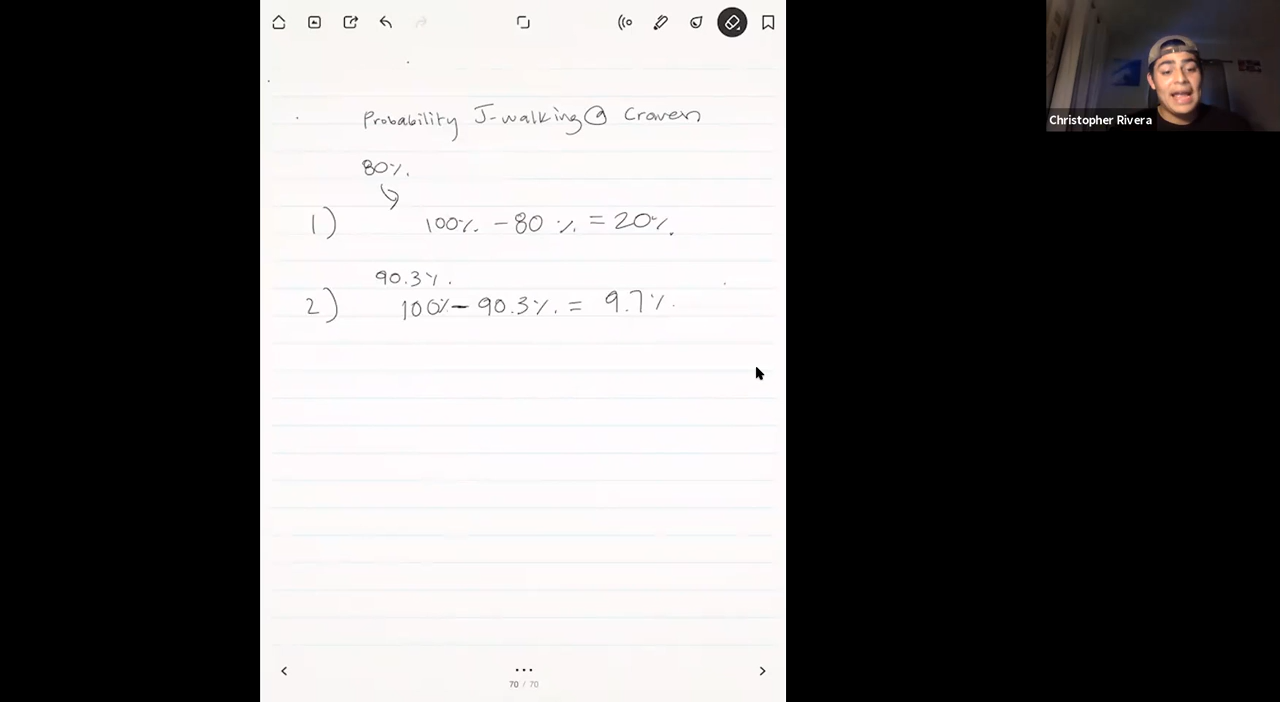 Probability J-walking @ Craven
80%.
1) 100% - 80 % = 20%.
90.3%.
2) 100% - 90.3%. = 9.7%.
70 / 70
Christopher Rivera